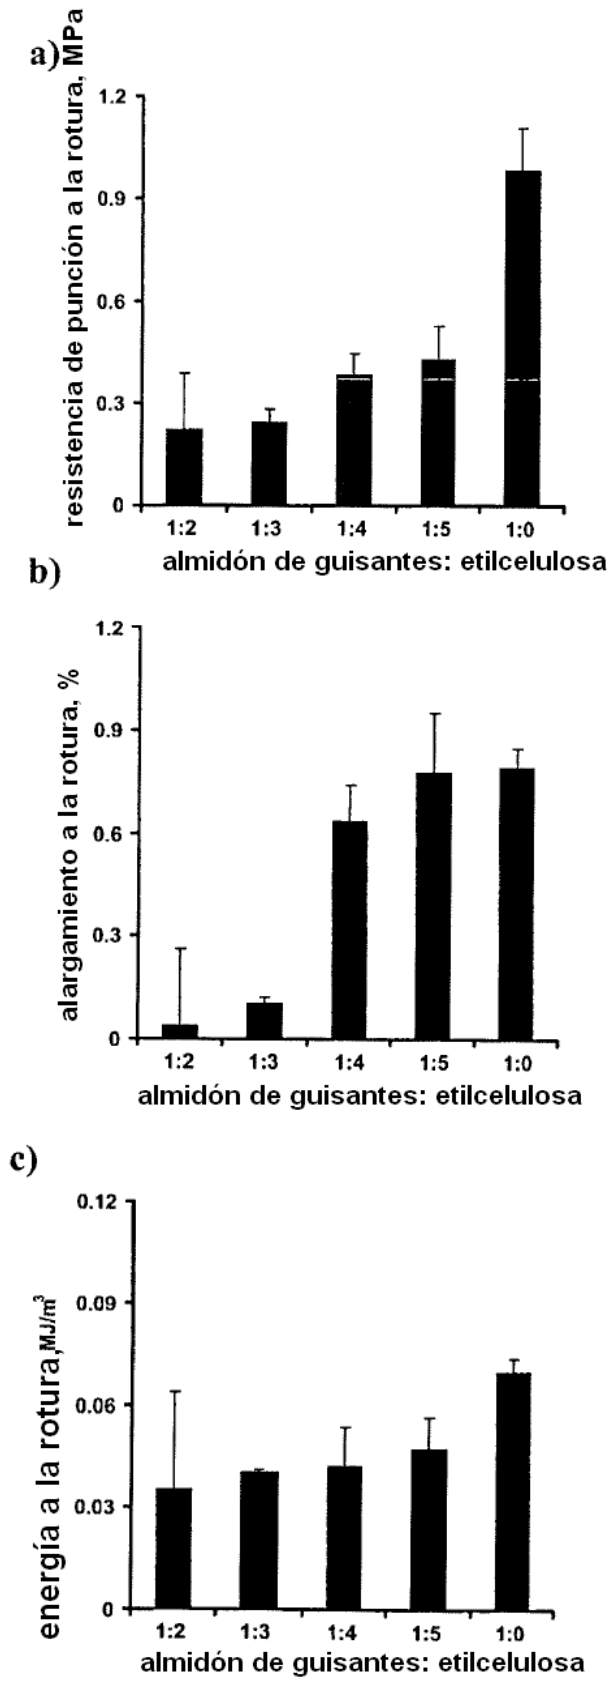 a)
resistencia de punción a la rotura, MPa
1.2
0.9
0.6
0.3
0
1:2 1:3 1:4 1:5 1:0
almidón de guisantes: etilcelulosa
b)
alargamiento a la rotura, %
1.2
0.9
0.6
0.3
0
1:2 1:3 1:4 1:5 1:0
almidón de guisantes: etilcelulosa
c)
energía a la rotura,MJ/m³
0.12
0.09
0.06
0.03
0
1:2 1:3 1:4 1:5 1:0
almidón de guisantes: etilcelulosa